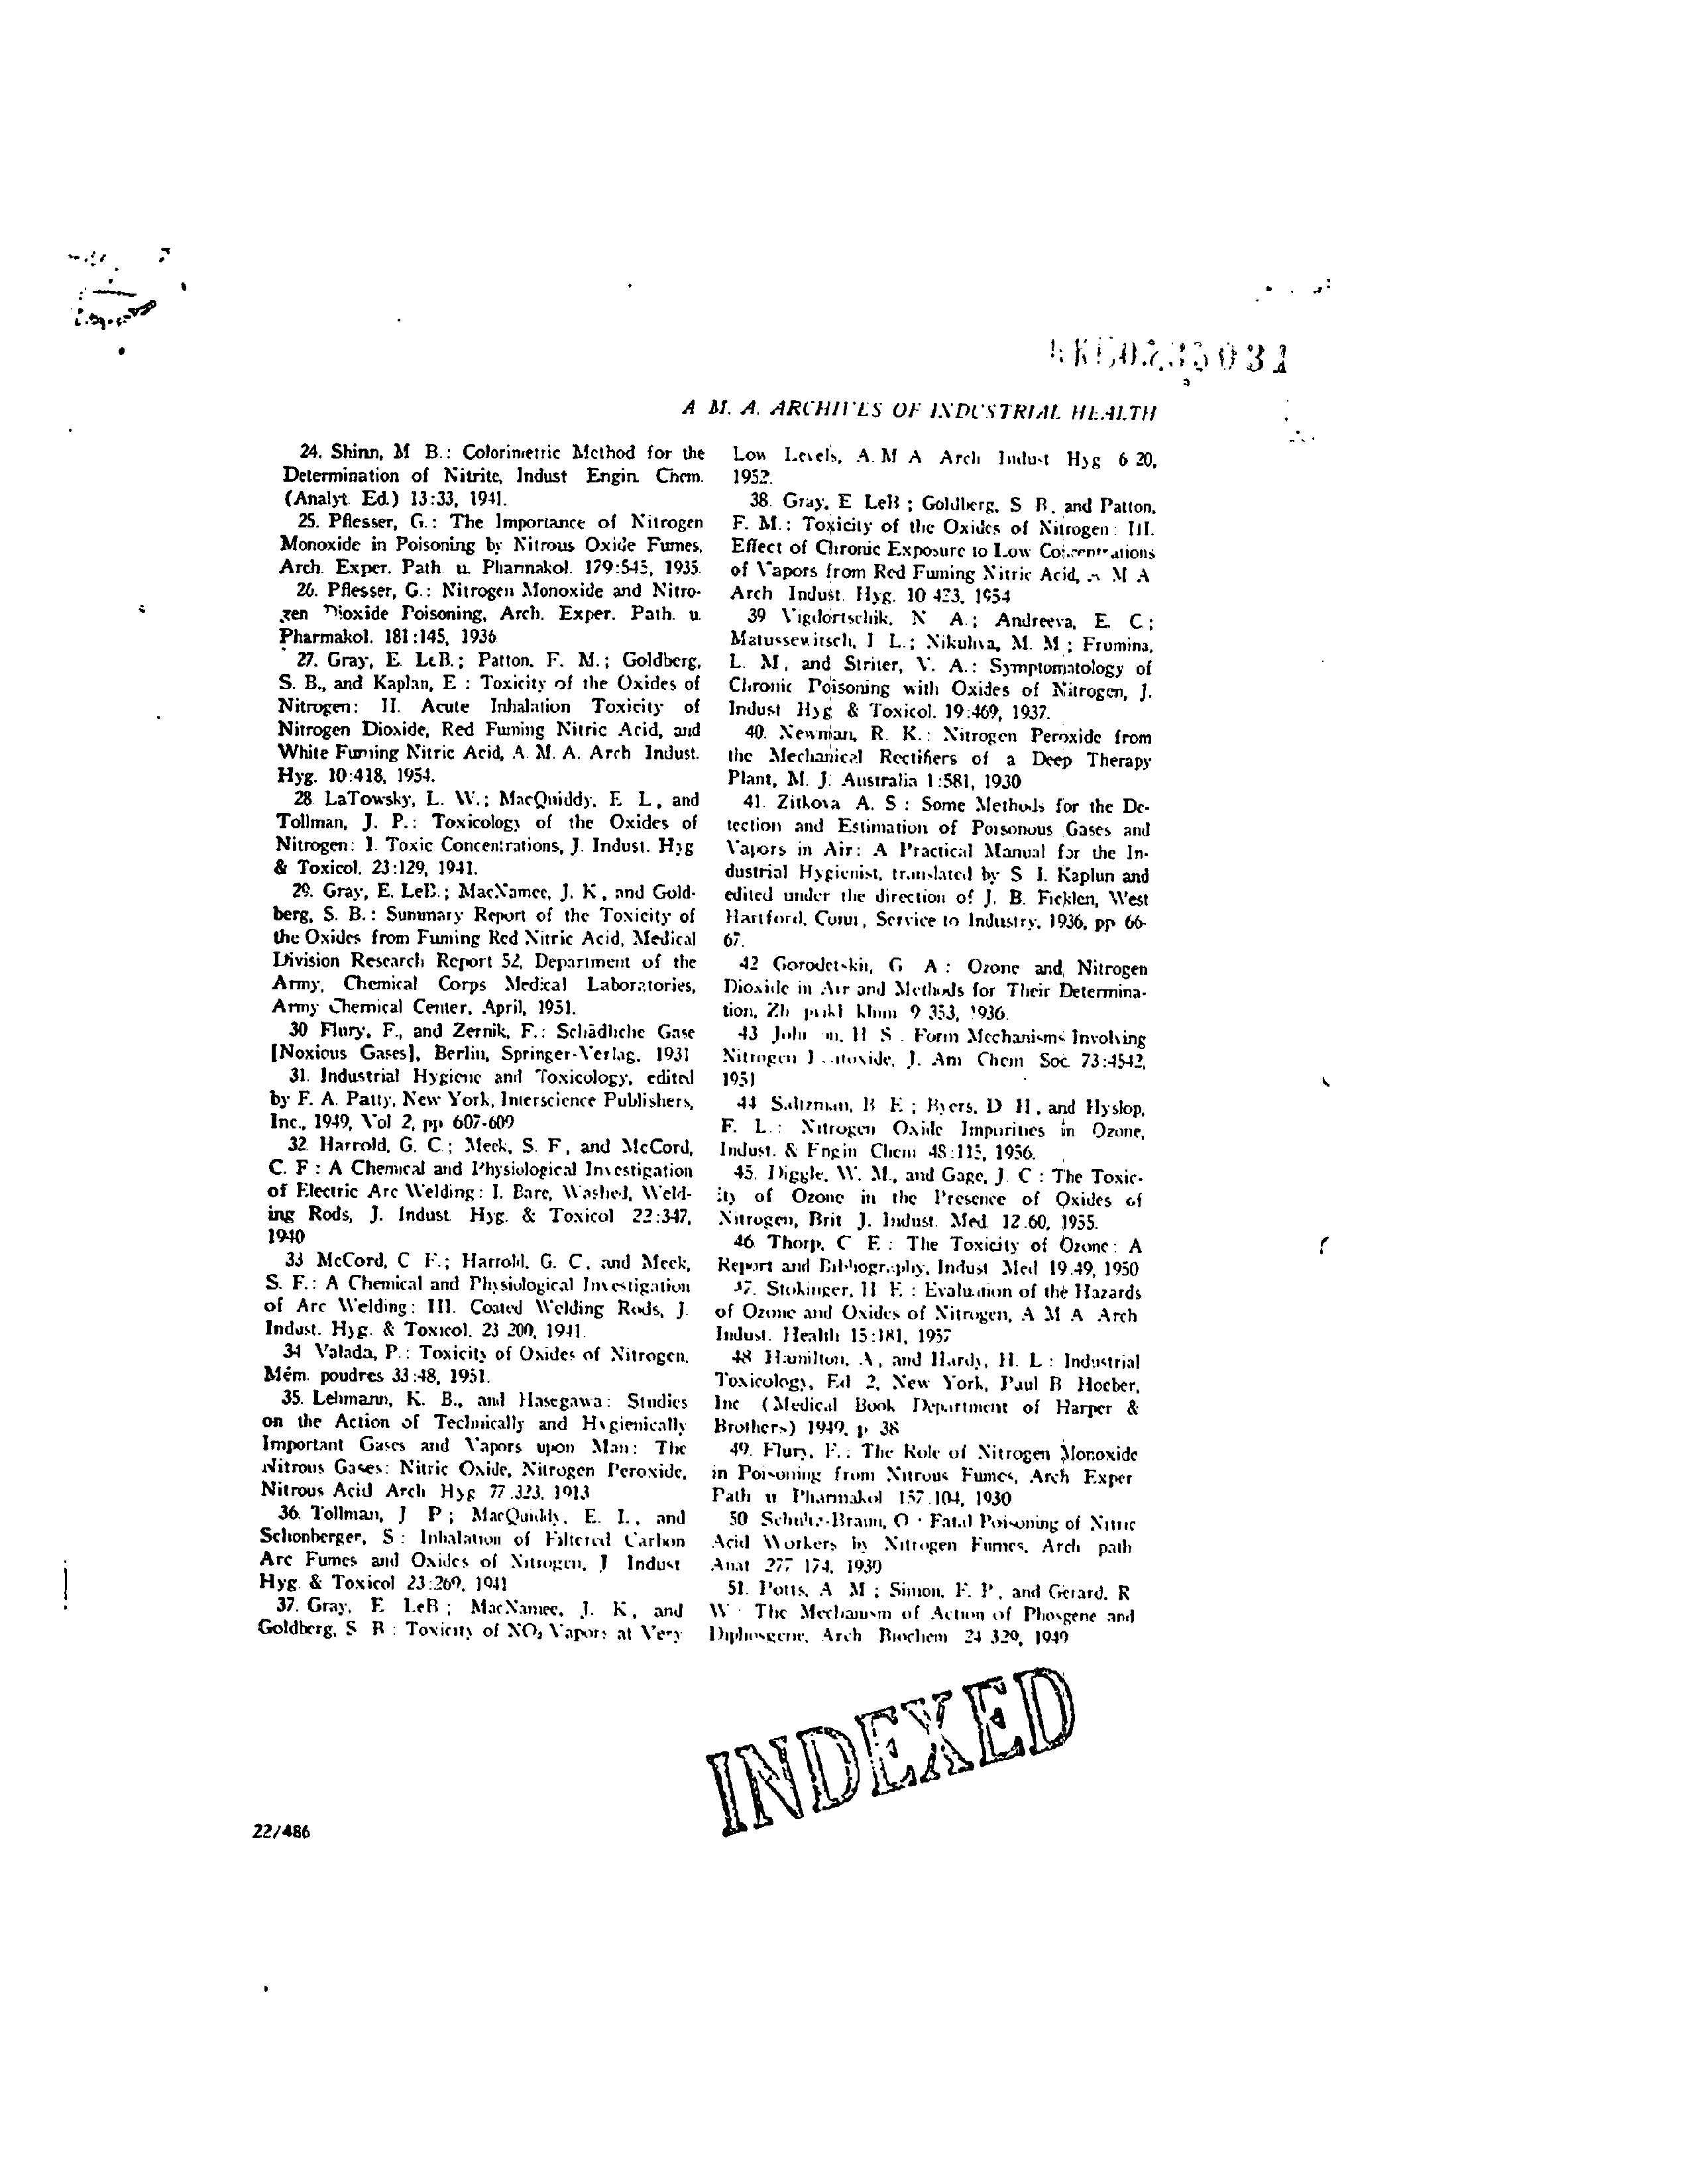 A M. A. ARCHIVES OF INDUSTRIAL HEALTH
24. Shinn, M B.: Colorimetric Method for the
Determination of Nitrite, Indust Engin. Chem.
(Analyt. Ed.) 13:33, 1941.
25. Pflesser, G.: The Importance of Nitrogen
Monoxide in Poisoning by Nitrous Oxide Fumes,
Arch. Exper. Path u. Pharmakol. 179:545, 1935.
26. Pflesser, G.: Nitrogen Monoxide and Nitro-
gen Dioxide Poisoning, Arch. Exper. Path. u.
Pharmakol. 181:145, 1936
27. Gray, E. LeB.; Patton, F. M.; Goldberg,
S. B., and Kaplan, E : Toxicity of the Oxides of
Nitrogen: II. Acute Inhalation Toxicity of
Nitrogen Dioxide, Red Fuming Nitric Acid, and
White Fuming Nitric Acid, A. M. A. Arch Indust.
Hyg. 10:418, 1954.
28 LaTowsky, L. W.; MacQuiddy, E L, and
Tollman, J. P.: Toxicology of the Oxides of
Nitrogen: I. Toxic Concentrations, J. Indust. Hyg
& Toxicol. 23:129, 1941.
29. Gray, E. LeB.; MacNamee, J. K, and Gold-
berg, S. B.: Summary Report of the Toxicity of
the Oxides from Fuming Red Nitric Acid, Medical
Division Research Report 52, Department of the
Army, Chemical Corps Medical Laboratories,
Army Chemical Center, April, 1951.
30 Flury, F., and Zernik, F.: Schädliche Gase
[Noxious Gases], Berlin, Springer-Verlag, 1931
31. Industrial Hygiene and Toxicology, edited
by F. A. Patty, New York, Interscience Publishers,
Inc., 1949, Vol 2, pp 607-609
32. Harrold, G. C; Meek, S. F, and McCord,
C. F : A Chemical and Physiological Investigation
of Electric Arc Welding: I. Bare, Washed, Weld-
ing Rods, J. Indust Hyg. & Toxicol 22:347,
1940
33 McCord, C F.; Harrold, G. C, and Meek,
S. F.: A Chemical and Physiological Investigation
of Arc Welding: III. Coated Welding Rods, J.
Indust. Hyg. & Toxicol. 23 200, 1941.
34 Valada, P.: Toxicity of Oxides of Nitrogen,
Mém. poudres 33:48, 1951.
35. Lehmann, K. B., and Hasegawa: Studies
on the Action of Technically and Hygienically
Important Gases and Vapors upon Man: The
Nitrous Gases: Nitric Oxide, Nitrogen Peroxide,
Nitrous Acid Arch Hyg 77.323, 1913
36. Tollman, J P; MacQuiddy, E. L., and
Schonberger, S : Inhalation of Filtered Carbon
Arc Fumes and Oxides of Nitrogen, J Indust
Hyg. & Toxicol 23:269, 1941
37. Gray, E LeB; MacNamee, J. K, and
Goldberg, S B : Toxicity of NO₂ Vapors at Very
Low Levels, A. M A Arch Indust Hyg 6 20,
1952.
38. Gray, E LeB ; Goldberg, S B, and Patton,
F. M.: Toxicity of the Oxides of Nitrogen: III.
Effect of Chronic Exposure to Low Concentrations
of Vapors from Red Fuming Nitric Acid, A M A
Arch Indust. Hyg. 10 423, 1954
39 Vigdortschik, N A.; Andreeva, E. C;
Matussewitsch, I L.; Nikulina, M. M; Frumina,
L. M, and Striter, V. A.: Symptomatology of
Chronic Poisoning with Oxides of Nitrogen, J.
Indust Hyg & Toxicol. 19:469, 1937.
40. Newman, R. K.: Nitrogen Peroxide from
the Mechanical Rectifiers of a Deep Therapy
Plant, M. J. Australia 1:581, 1930
41. Zitkova A. S : Some Methods for the De-
tection and Estimation of Poisonous Gases and
Vapors in Air: A Practical Manual for the In-
dustrial Hygienist, translated by S I. Kaplun and
edited under the direction of J. B. Ficklen, West
Hartford, Conn, Service to Industry, 1936, pp 66-
67.
42 Gorodetskii, G A : Ozone and Nitrogen
Dioxide in Air and Methods for Their Determina-
tion, Zh prikl khim 9 353, 1936.
43 H S . Form Mechanisms Involving
Nitrogen J. Am Chem Soc 73:4542,
1951
44 Saltzman, B E; Byers, D H, and Hyslop,
F. L.: Nitrogen Oxide Impurities in Ozone,
Indust. & Engin Chem 48:115, 1956.
45. Diggle, W. M., and Gage, J C : The Toxic-
ity of Ozone in the Presence of Oxides of
Nitrogen, Brit J. Indust. Med 12.60, 1955.
46 Thorp, C E : The Toxicity of Ozone: A
Report and Bibliography, Indust Med 19.49, 1950
47. Stokinger, H E : Evaluation of the Hazards
of Ozone and Oxides of Nitrogen, A M A Arch
Indust. Health 15:181, 1957
48 Hamilton, A, and Hardy, H. L : Industrial
Toxicology, Ed 2, New York, Paul B Hoeber,
Inc (Medical Book Department of Harper &
Brothers) 1949, p 38
49. Flury, F.: The Role of Nitrogen Monoxide
in Poisoning from Nitrous Fumes, Arch Exper
Path u Pharmakol 157.104, 1930
50 Schultz-Braun, O : Fatal Poisoning of Nitric
Acid Workers by Nitrogen Fumes, Arch path
Anat 277 174, 1930
51. Potts, A M ; Simon, F. P, and Gerard, R
W : The Mechanism of Action of Phosgene and
Diphosgene, Arch Biochem 24 329, 1949
INDEXED
22/486